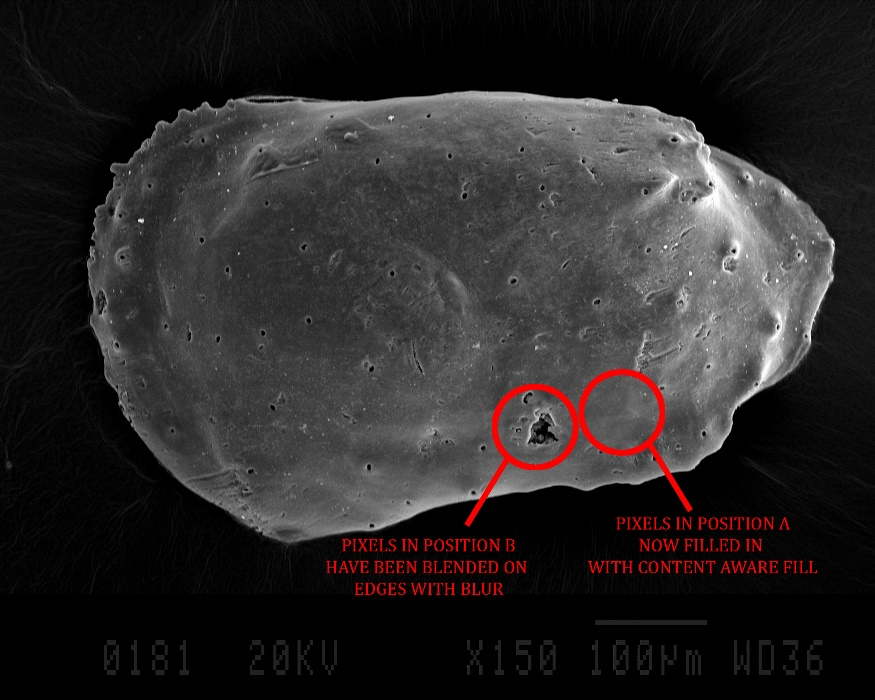 PIXELS IN POSITION A
NOW FILLED IN
WITH CONTENT AWARE FILL
PIXELS IN POSITION B
HAVE BEEN BLENDED ON
EDGES WITH BLUR
0181 20KV X150 100µm WD36